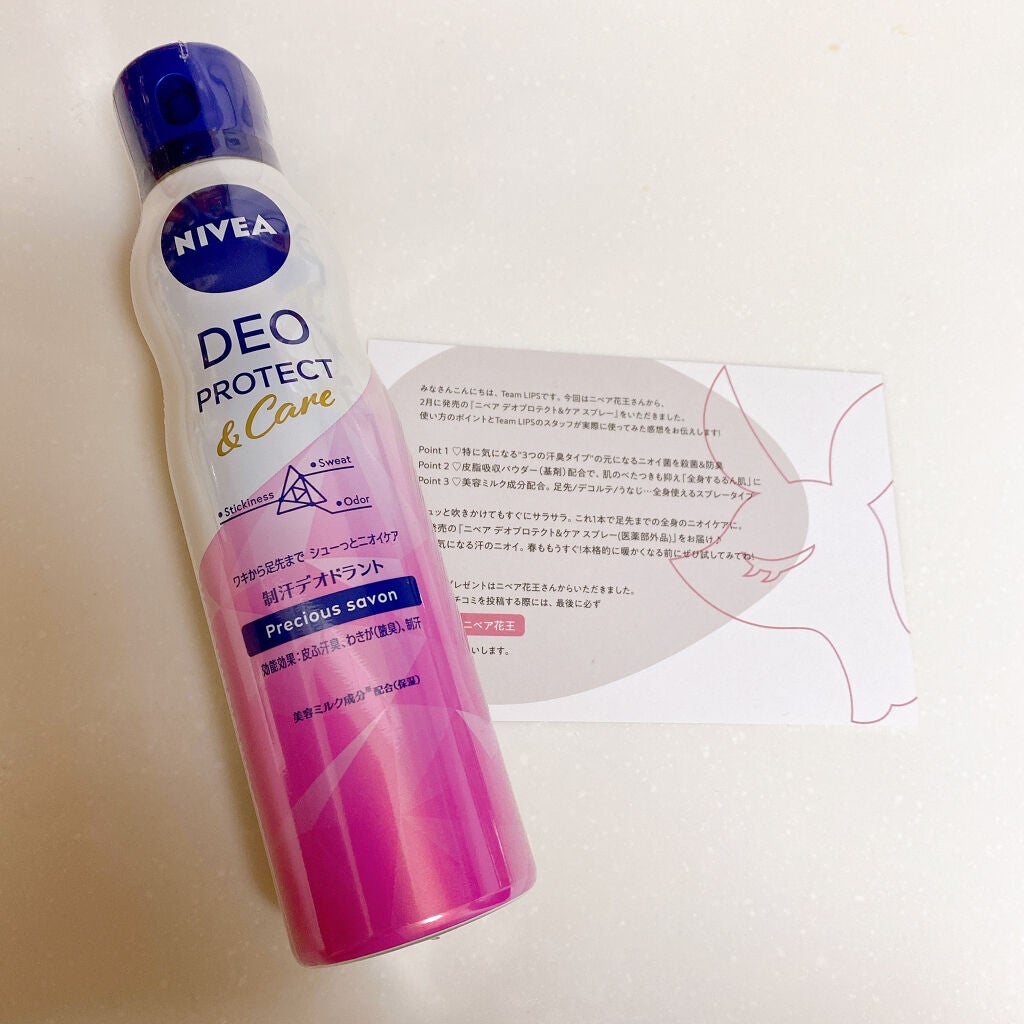 NIVEA
DEO
PROTECT
& Care
Sweat
Stickiness
Odor
ワキから足先まで シューっとニオイケア
制汗デオドラント
Precious savon
効能効果：皮ふ汗臭、わきが(腋臭)、制汗
美容ミルク成分※配合(保湿)
みなさんこんにちは、Team LIPSです。今回はニベア花王さんから、
2月に発売の『ニベア デオプロテクト&ケア スプレー』をいただきました。
使い方のポイントとTeam LIPSのスタッフが実際に使ってみた感想をお伝えします!
Point 1 ♡特に気になる"3つの汗臭タイプ"の元になるニオイ菌を殺菌&防臭
Point 2 ♡皮脂吸収パウダー(基剤)配合で、肌のべたつきも抑え「全身するるん肌」に
Point 3 ♡美容ミルク成分配合。足先/デコルテ/うなじ…全身使えるスプレータイプ
ュッと吹きかけてもすぐにサラサラ。これ1本で足先までの全身のニオイケアに。
発売の『ニベア デオプロテクト&ケア スプレー(医薬部外品)』をお届け♪
気になる汗のニオイ。春ももうすぐ!本格的に暖かくなる前にぜひ試してみてね!
プレゼントはニベア花王さんからいただきました。
チコミを投稿する際には、最後に必ず
ニベア花王
いします。